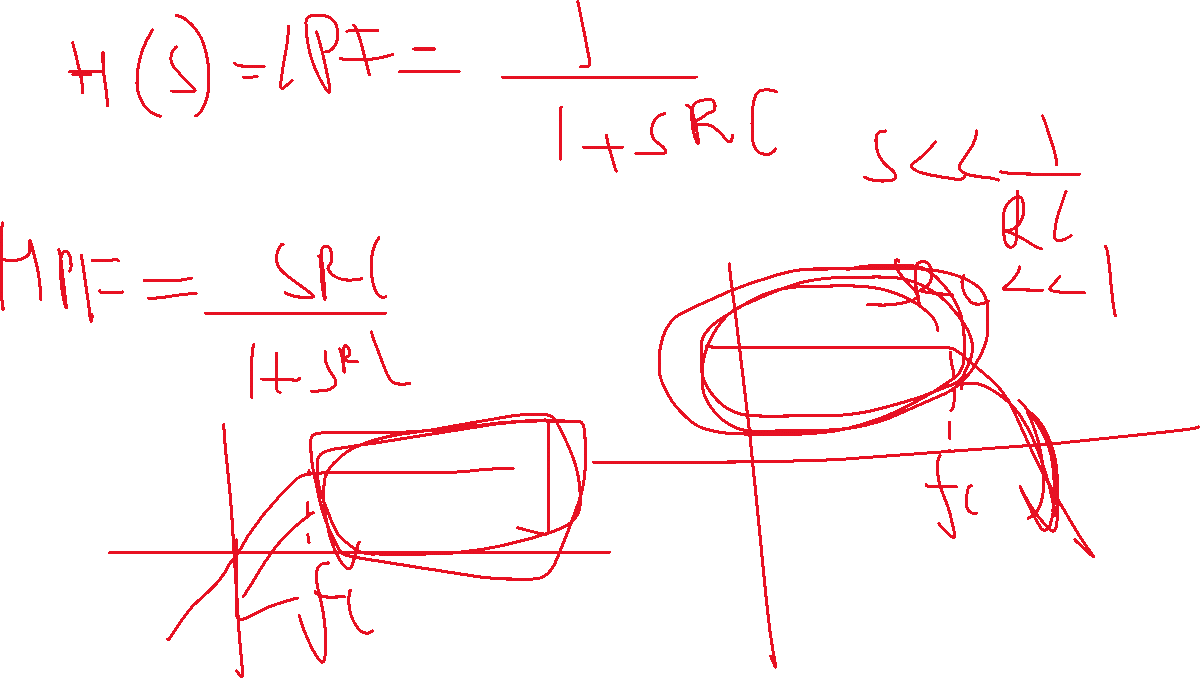 H(S) = LPF = 1 / 1 + SRC
S << 1 / RC
SRC << 1
HPF = SRC / 1 + SRC
fc
fc